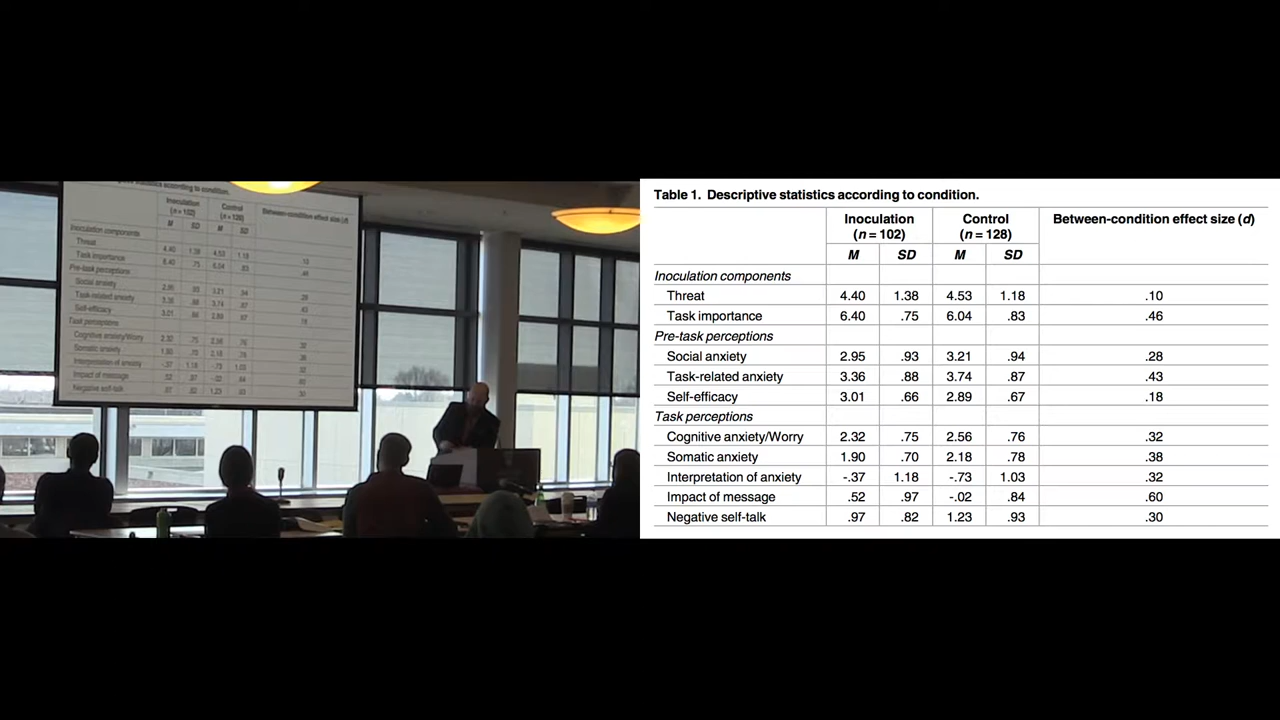 Table 1. Descriptive statistics according to condition.
Inoculation (n = 102) Control (n = 128) Between-condition effect size (d)
M SD M SD
Inoculation components
Threat 4.40 1.38 4.53 1.18 .10
Task importance 6.40 .75 6.04 .83 .46
Pre-task perceptions
Social anxiety 2.95 .93 3.21 .94 .28
Task-related anxiety 3.36 .88 3.74 .87 .43
Self-efficacy 3.01 .66 2.89 .67 .18
Task perceptions
Cognitive anxiety/Worry 2.32 .75 2.56 .76 .32
Somatic anxiety 1.90 .70 2.18 .78 .38
Interpretation of anxiety -.37 1.18 -.73 1.03 .32
Impact of message .52 .97 -.02 .84 .60
Negative self-talk .97 .82 1.23 .93 .30